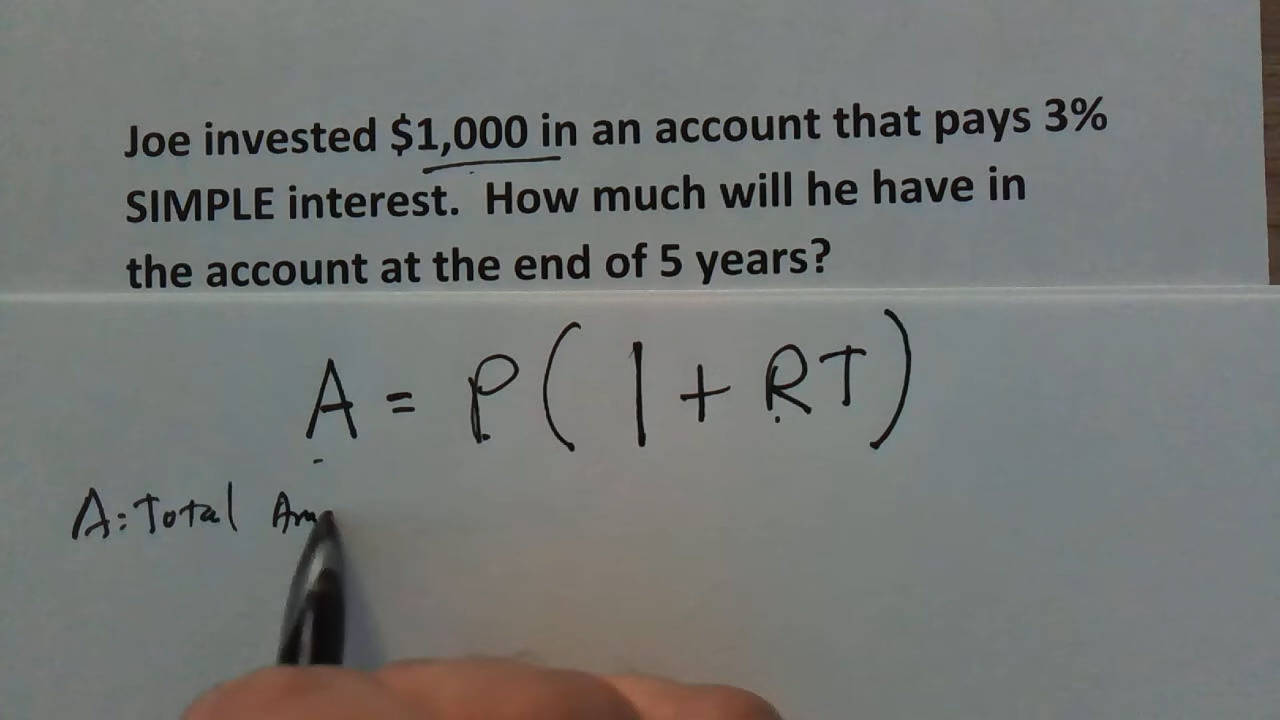 Joe invested $1,000 in an account that pays 3%
SIMPLE interest. How much will he have in
the account at the end of 5 years?
A = P(1 + RT)
A: Total Am